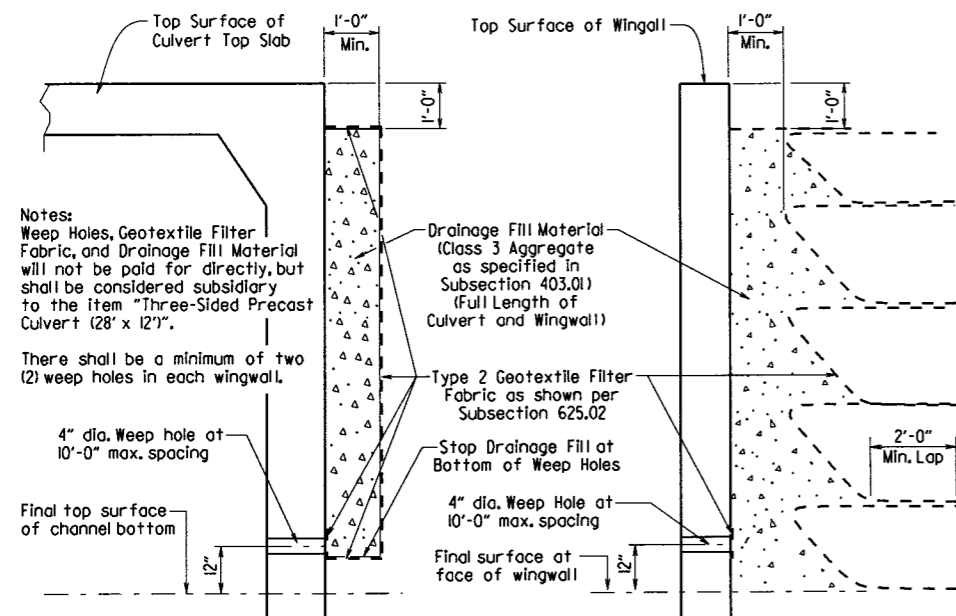 Top Surface of
Culvert Top Slab
1'-0"
Min.
1'-0"
Top Surface of Wingall
1'-0"
Min.
1'-0"
Notes:
Weep Holes, Geotextile Filter
Fabric, and Drainage Fill Material
will not be paid for directly, but
shall be considered subsidiary
to the item "Three-Sided Precast
Culvert (28' x 12')".
There shall be a minimum of two
(2) weep holes in each wingwall.
Drainage Fill Material
(Class 3 Aggregate
as specified in
Subsection 403.01)
(Full Length of
Culvert and Wingwall)
Type 2 Geotextile Filter
Fabric as shown per
Subsection 625.02
4" dia. Weep hole at
10'-0" max. spacing
Stop Drainage Fill at
Bottom of Weep Holes
2'-0"
Min. Lap
4" dia. Weep Hole at
10'-0" max. spacing
Final top surface
of channel bottom
12"
Final surface at
face of wingwall
12"